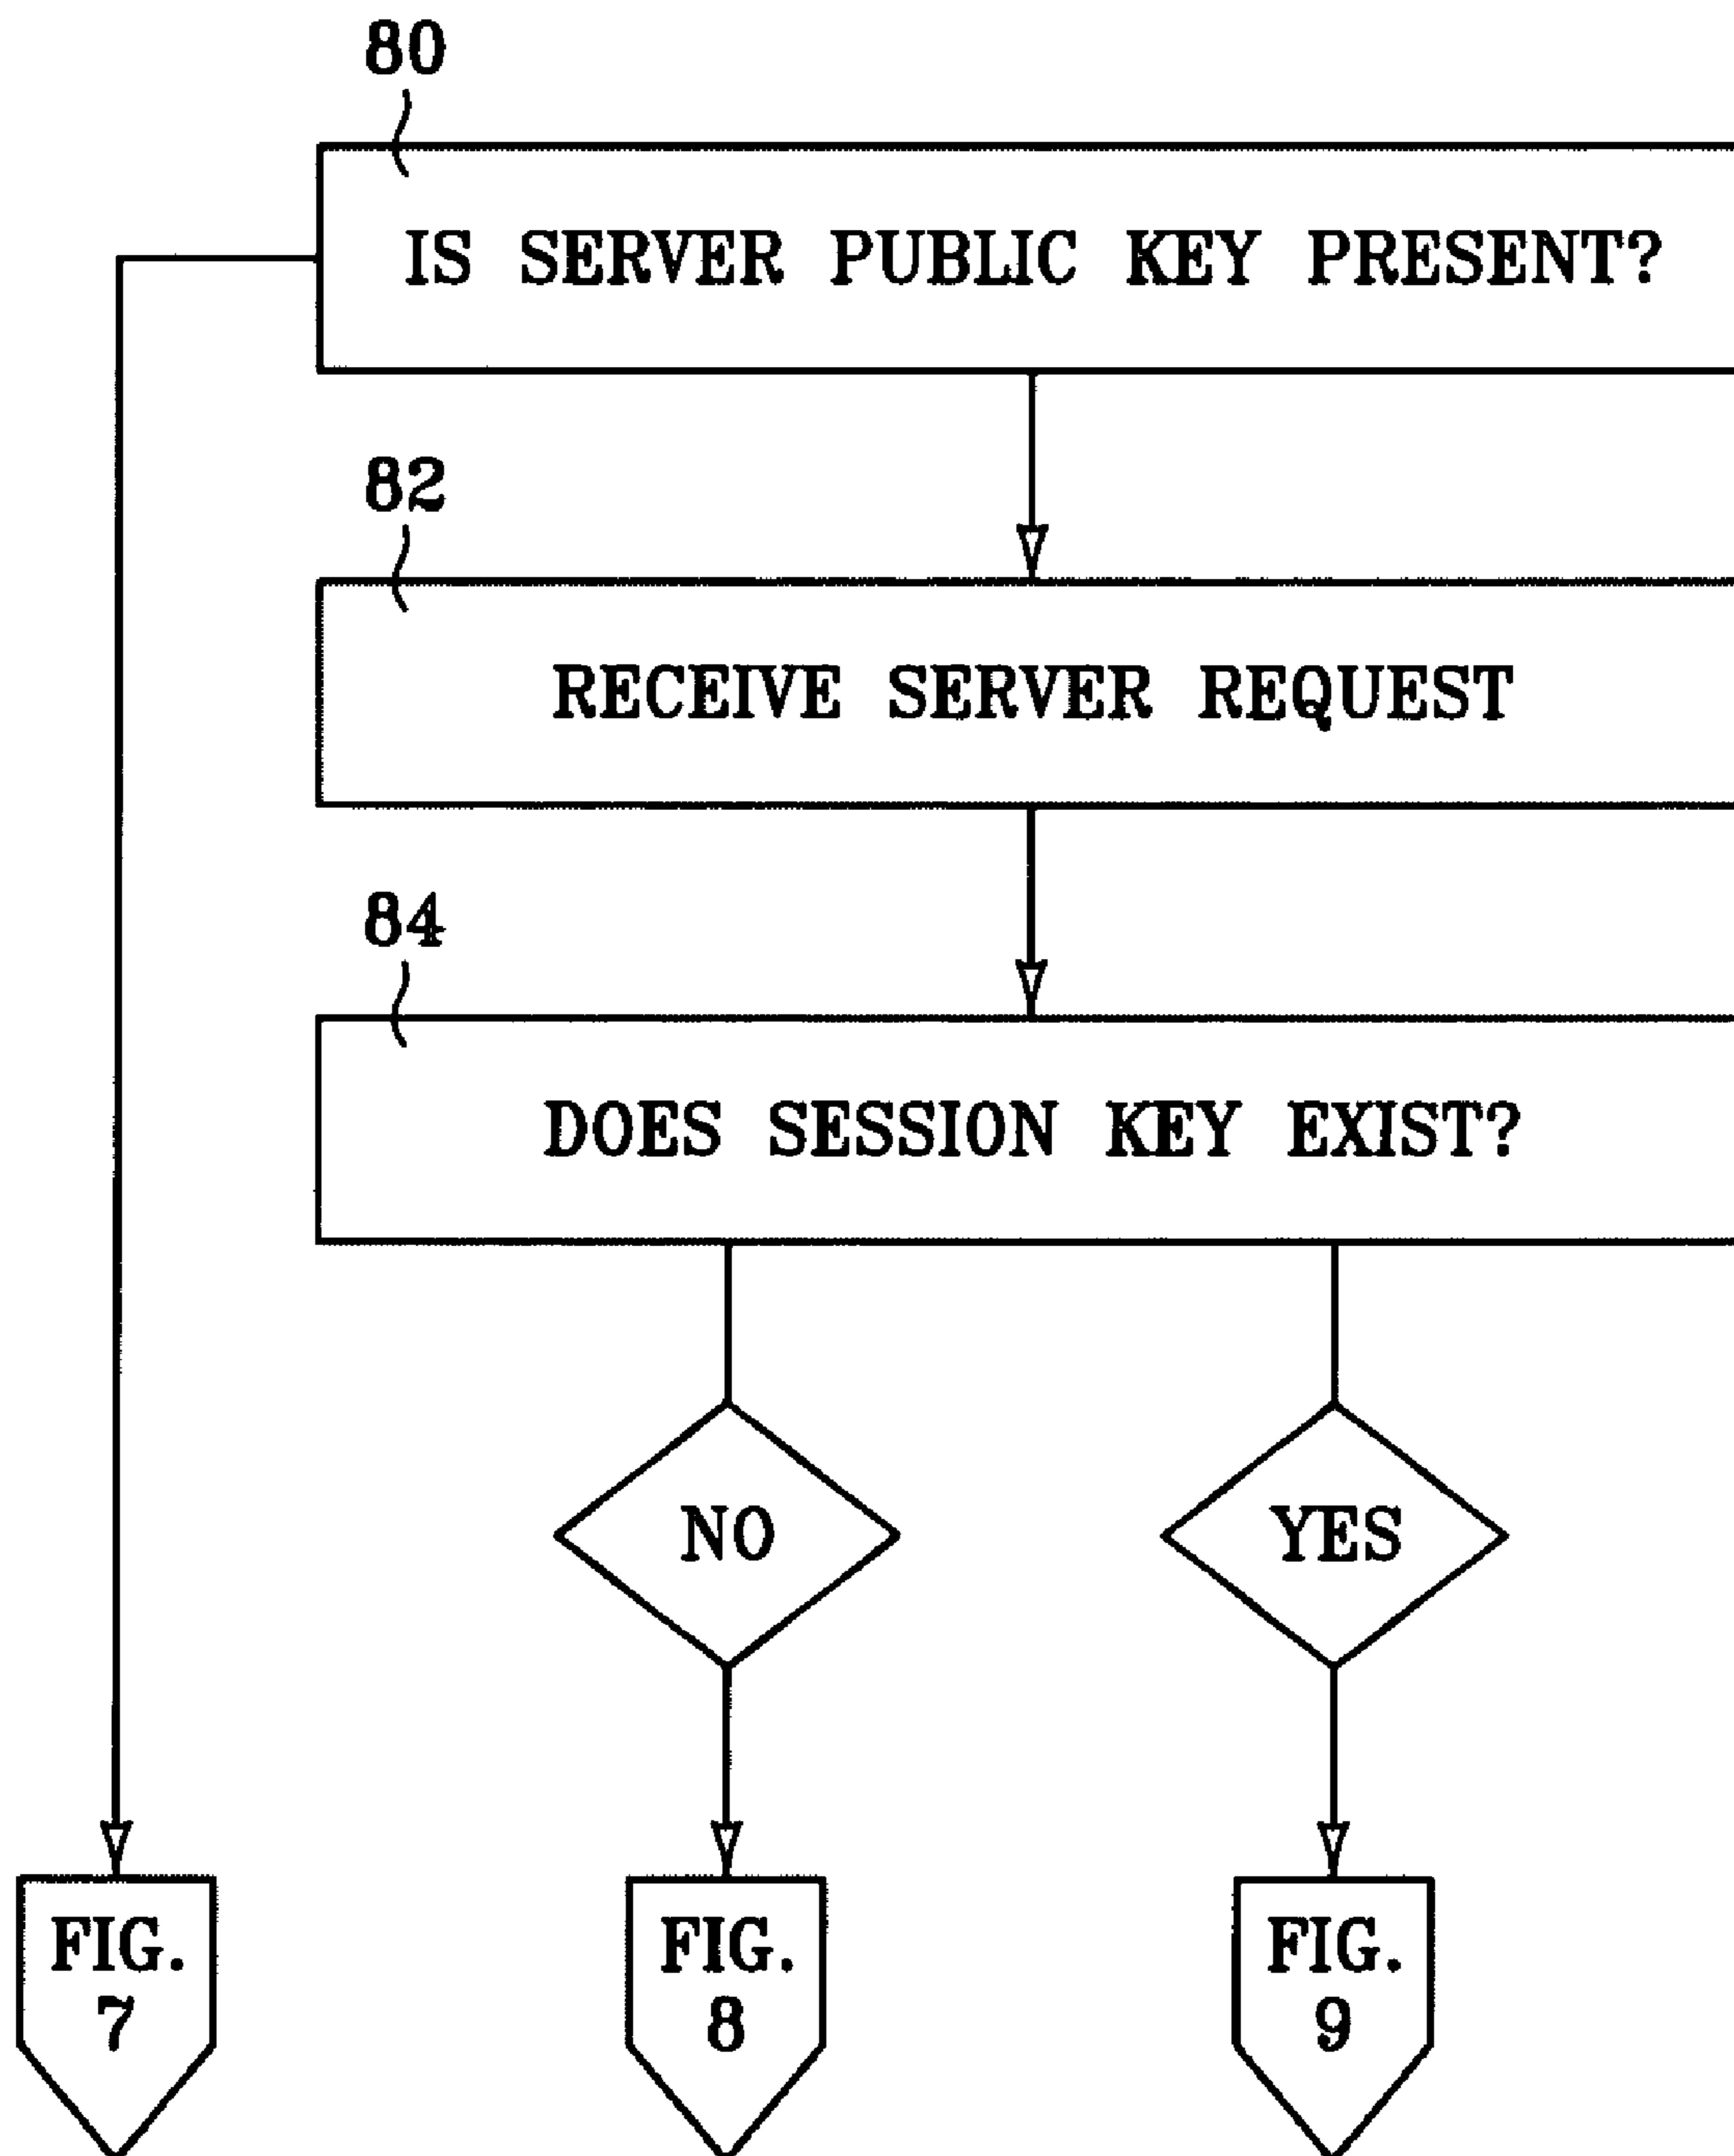 80
IS SERVER PUBLIC KEY PRESENT?
82
RECEIVE SERVER REQUEST
84
DOES SESSION KEY EXIST?
NO
YES
FIG.
7
FIG.
8
FIG.
9